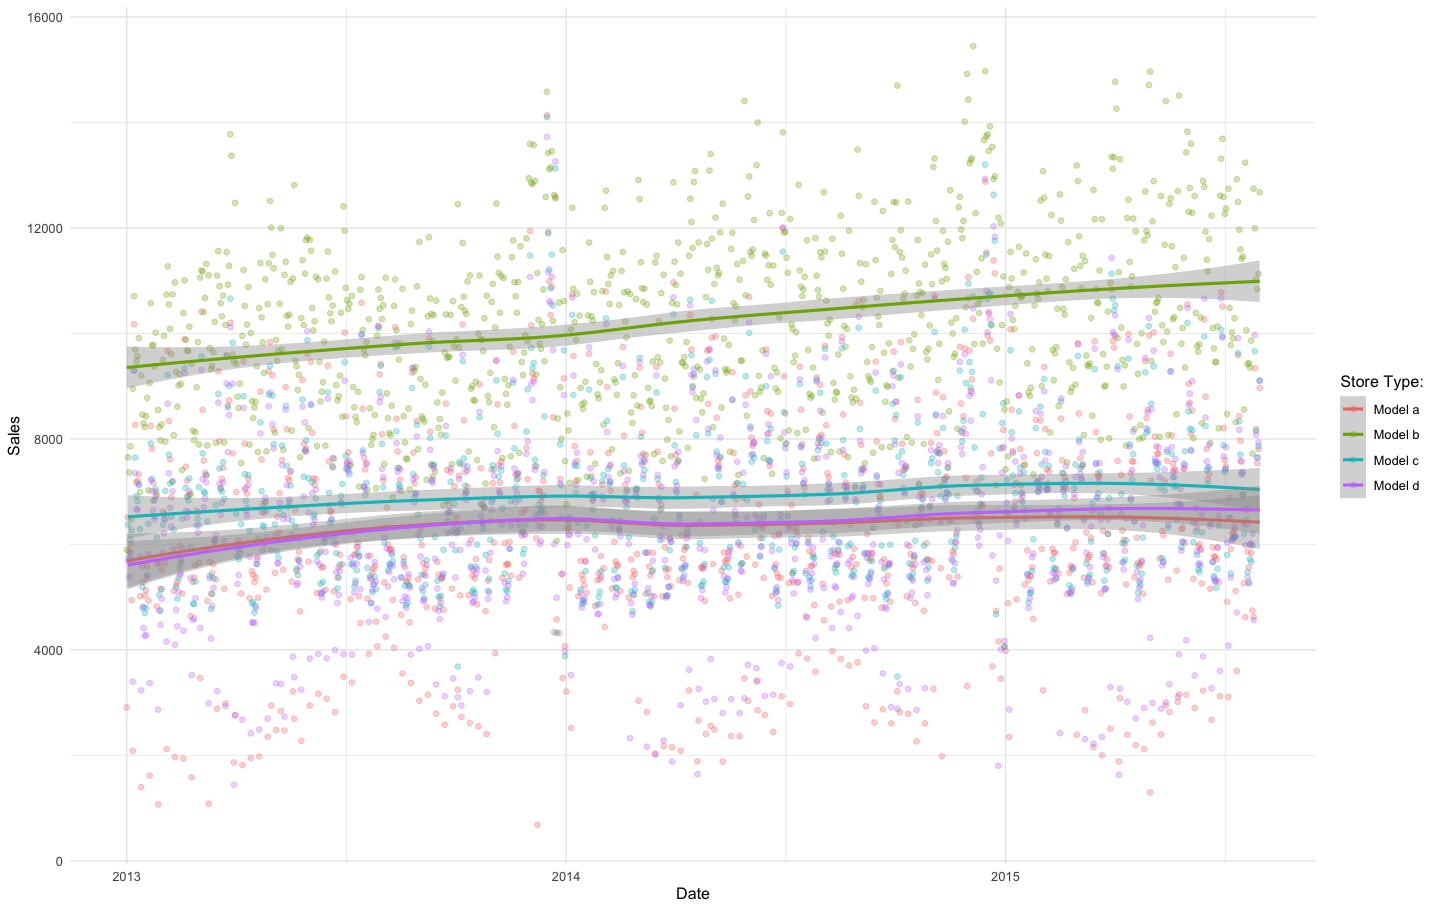 16000
12000
8000
4000
0
Sales
2013
2014
2015
Date
Store Type:
Model a
Model b
Model c
Model d